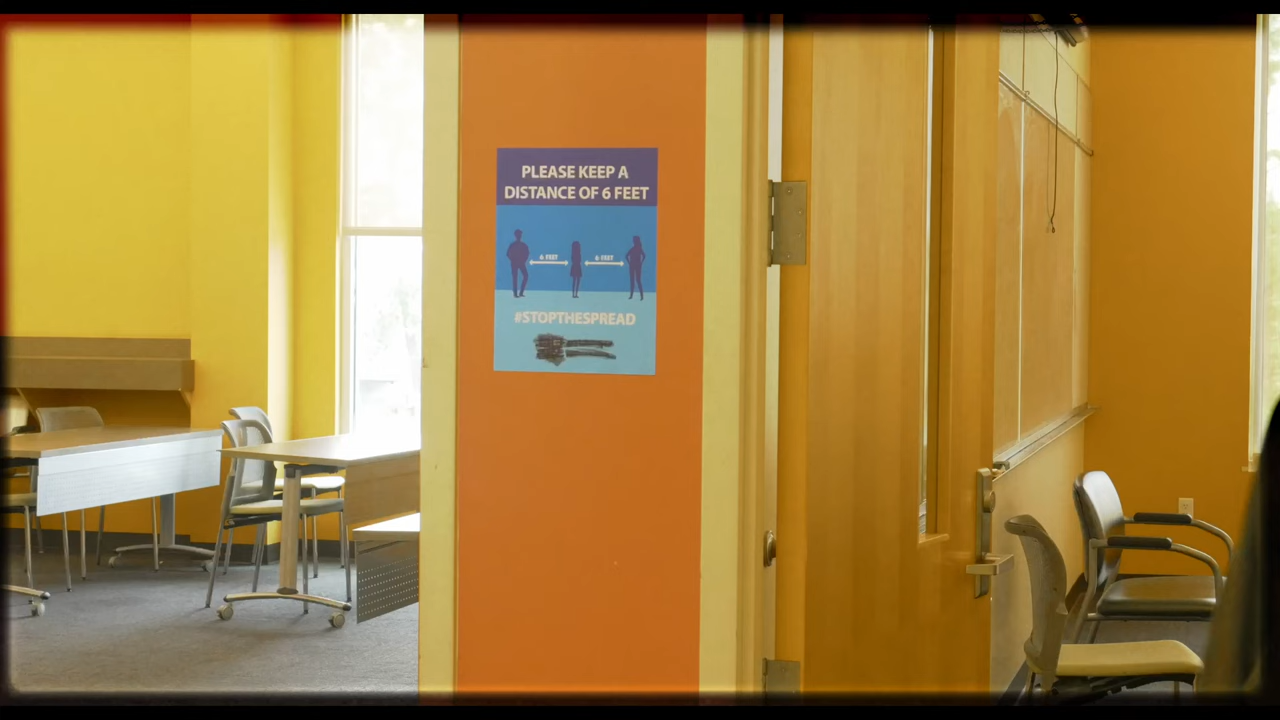 PLEASE KEEP A
DISTANCE OF 6 FEET
6 FEET 6 FEET
#STOPTHESPREAD